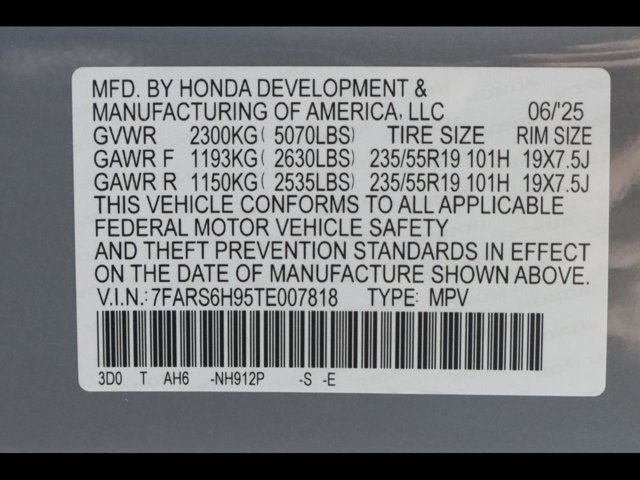 MFD. BY HONDA DEVELOPMENT &
MANUFACTURING OF AMERICA, LLC 06/'25
GVWR 2300KG( 5070LBS) TIRE SIZE RIM SIZE
GAWR F 1193KG( 2630LBS) 235/55R19 101H 19X7.5J
GAWR R 1150KG( 2535LBS) 235/55R19 101H 19X7.5J
THIS VEHICLE CONFORMS TO ALL APPLICABLE
FEDERAL MOTOR VEHICLE SAFETY
AND THEFT PREVENTION STANDARDS IN EFFECT
ON THE DATE OF MANUFACTURE SHOWN ABOVE.
V.I.N.: 7FARS6H95TE007818 TYPE: MPV
3D0 T AH6 -NH912P -S -E